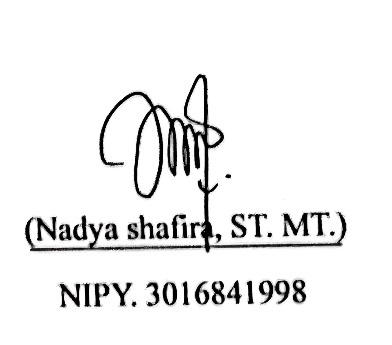 (Nadya shafira, ST. MT.)
NIPY. 3016841998